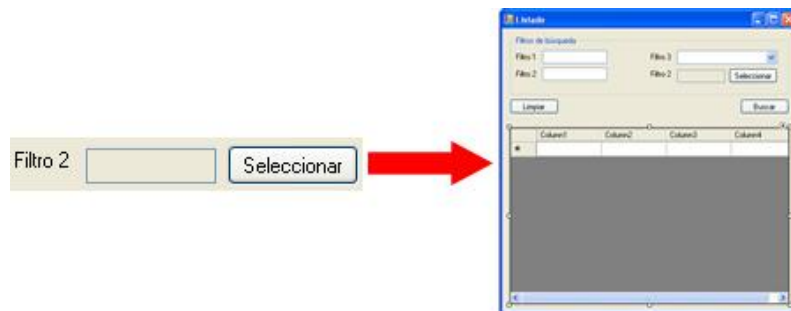 Filtro 2 Seleccionar
Listado
Filtros de búsqueda
Filtro 1 Filtro 3
Filtro 2 Filtro 2 Seleccionar
Limpiar Buscar
Column1 Column2 Column3 Column4